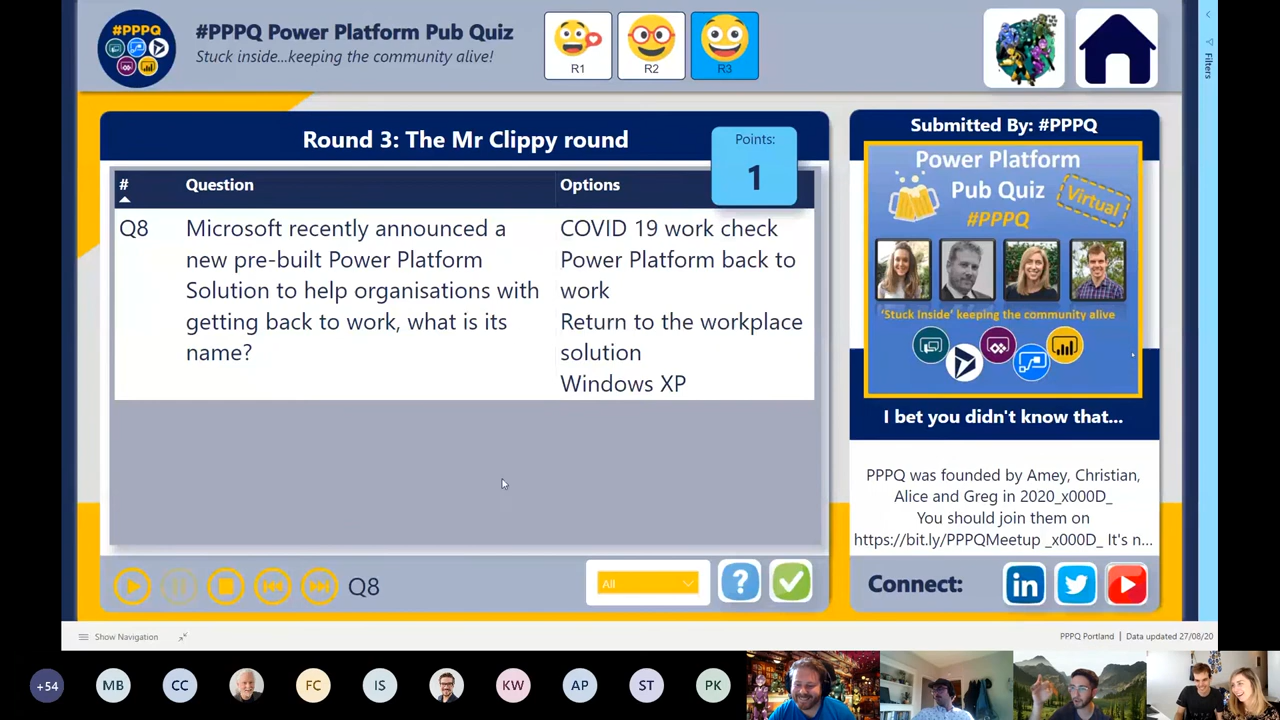 #PPPQ
#PPPQ Power Platform Pub Quiz
Stuck inside...keeping the community alive!
R1
R2
R3
Filters
Round 3: The Mr Clippy round
Points:
1
#
Question
Options
Q8
Microsoft recently announced a
new pre-built Power Platform
Solution to help organisations with
getting back to work, what is its
name?
COVID 19 work check
Power Platform back to
work
Return to the workplace
solution
Windows XP
Submitted By: #PPPQ
Power Platform
Pub Quiz
#PPPQ
Virtual
'Stuck Inside' keeping the community alive
I bet you didn't know that...
PPPQ was founded by Amey, Christian,
Alice and Greg in 2020_x000D_
You should join them on
https://bit.ly/PPPQMeetup _x000D_ It's n...
Q8
All
?
Connect:
in
Show Navigation
PPPQ Portland
Data updated 27/08/20
+54
MB
CC
FC
IS
KW
AP
ST
PK